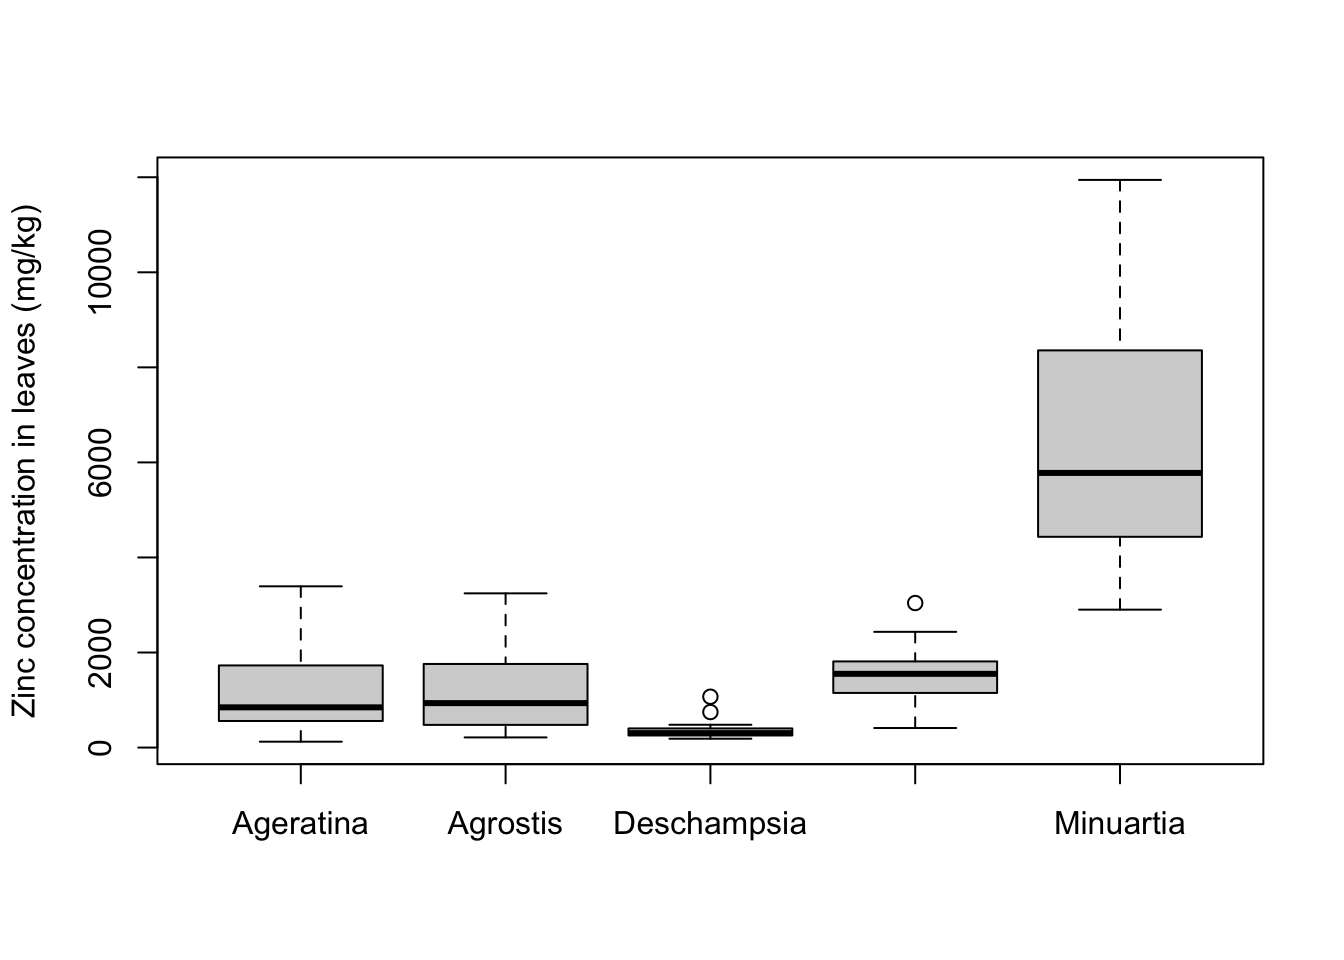 Zinc concentration in leaves (mg/kg)
10000
6000
2000
0
Ageratina Agrostis Deschampsia Minuartia